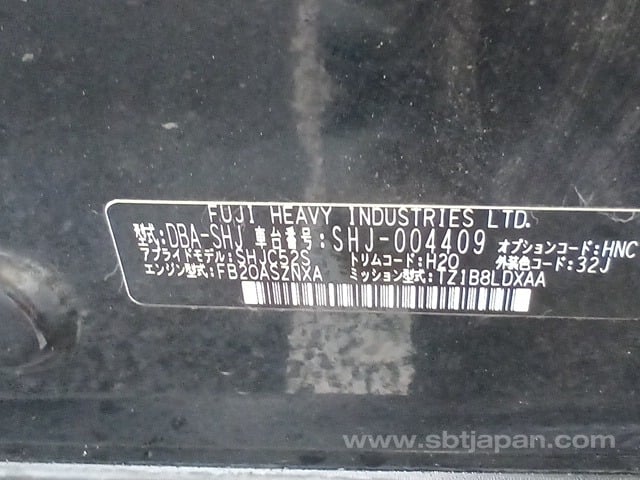 FUJI HEAVY INDUSTRIES LTD.
型式:DBA-SHJ 車台番号:SHJ-004409 オプションコード:HNC
アプライドモデル:SHJC52S トリムコード:H20 外装色コード:32J
エンジン型式:FB20ASZNXA ミッション型式:TZ1B8LDXAA
www.sbtjapan.com